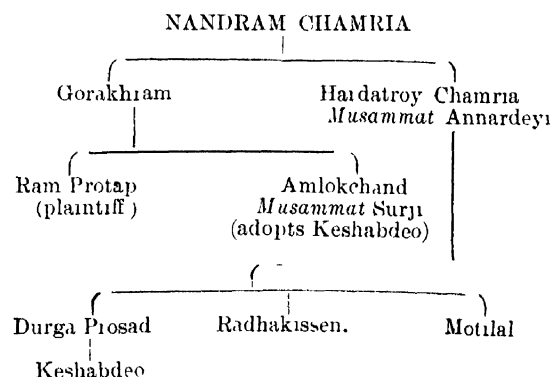 NANDRAM CHAMRIA
Gorakhram Hardatroy Chamria
Musammat Annardeyi
Ram Protap Amlokchand
(plaintiff) Musammat Surji
(adopts Keshabdeo)
Durga Prosad Radhakissen. Motilal
Keshabdeo